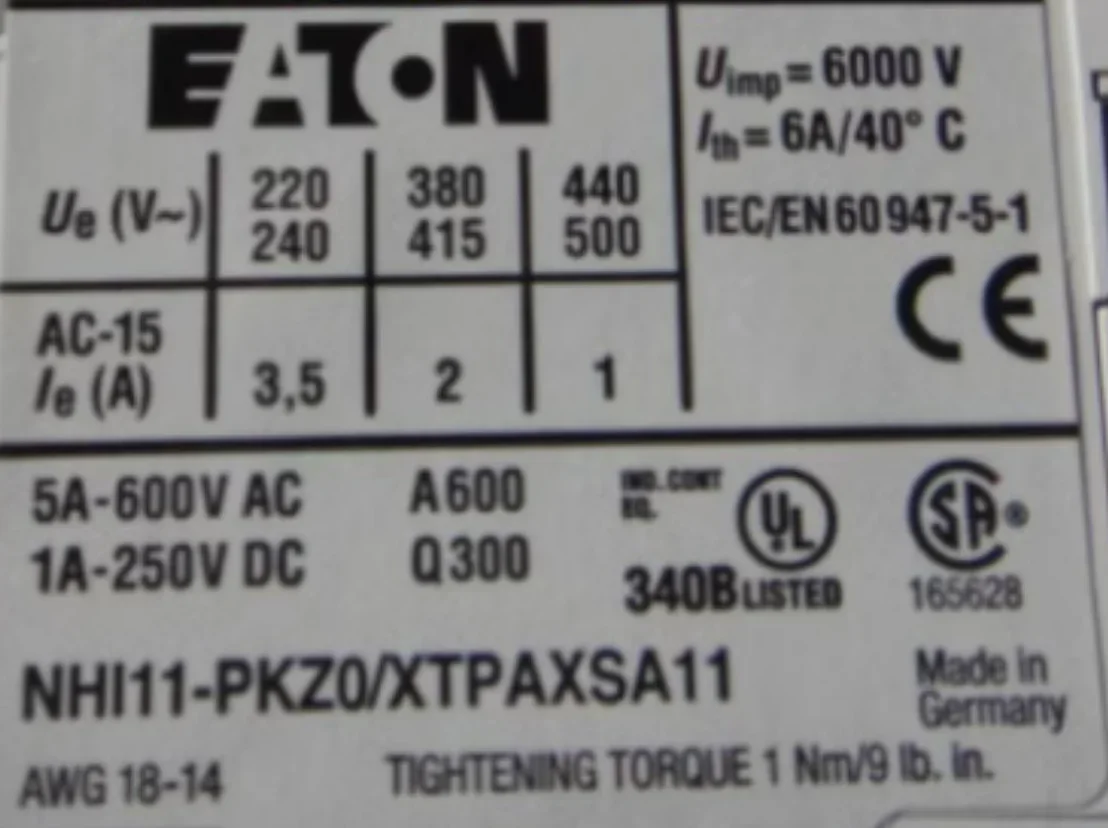 EATON
Uimp = 6000 V
Ith = 6A/40° C
Ue (V~) 220 240 380 415 440 500
IEC/EN 60 947-5-1
CE
AC-15
Ie (A) 3,5 2 1
5A-600V AC A600
1A-250V DC Q300
IND. CONT
EQ.
UL
340B LISTED
SA®
165628
NHI11-PKZ0/XTPAXSA11
Made in
Germany
AWG 18-14 TIGHTENING TORQUE 1 Nm/9 lb. in.